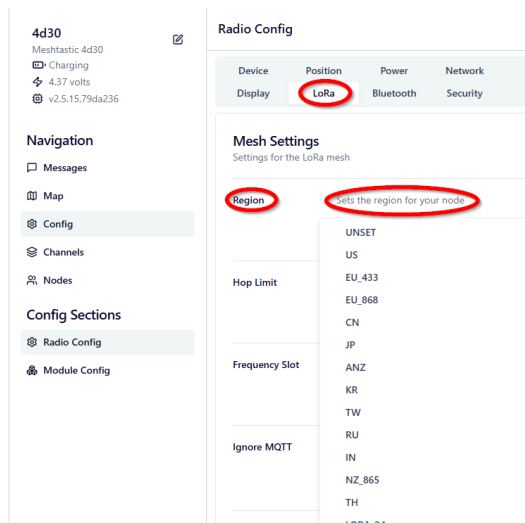 4d30
Meshtastic 4d30
Charging
4.37 volts
v2.5.15.79da236
Navigation
Messages
Map
Config
Channels
Nodes
Config Sections
Radio Config
Module Config
Radio Config
Device Position Power Network
Display LoRa Bluetooth Security
Mesh Settings
Settings for the LoRa mesh
Region
Sets the region for your node
UNSET
US
EU_433
EU_868
CN
JP
ANZ
KR
TW
RU
IN
NZ_865
TH
Hop Limit
Frequency Slot
Ignore MQTT